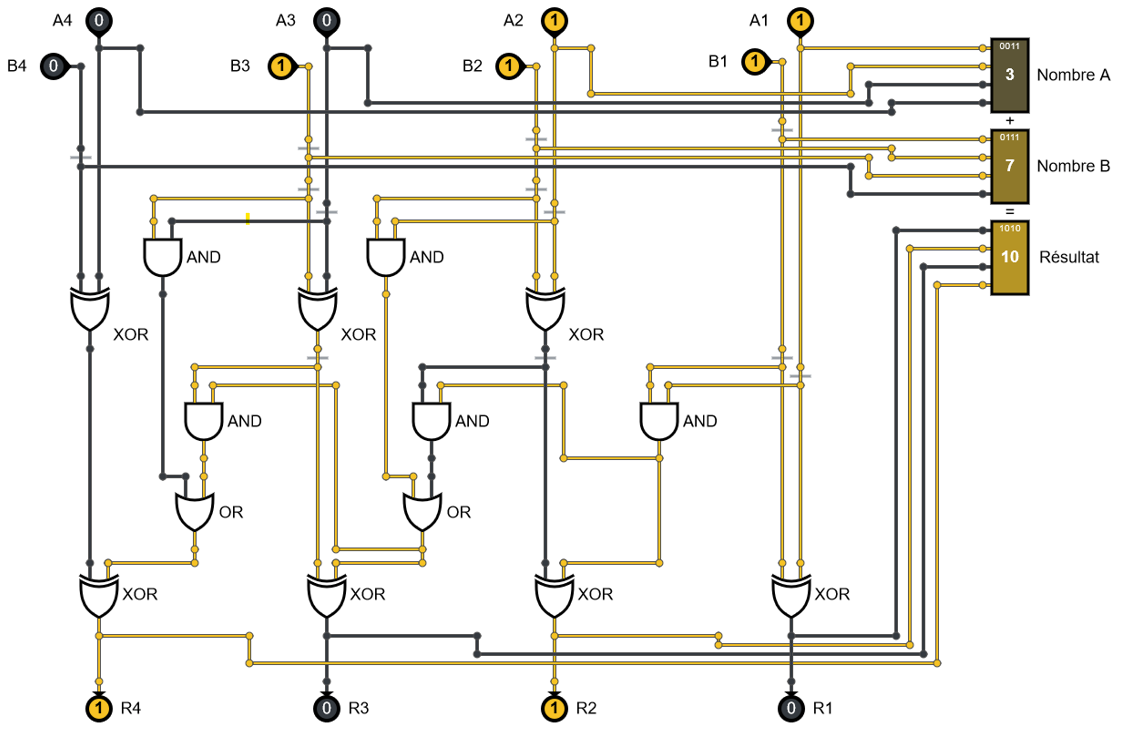 A4 0 A3 0 A2 1 A1 1
B4 0 B3 1 B2 1 B1 1
0011
3 Nombre A
+
0111
7 Nombre B
=
1010
10 Résultat
AND AND
XOR XOR XOR
AND AND AND
OR OR
XOR XOR XOR XOR
1 R4 0 R3 1 R2 0 R1